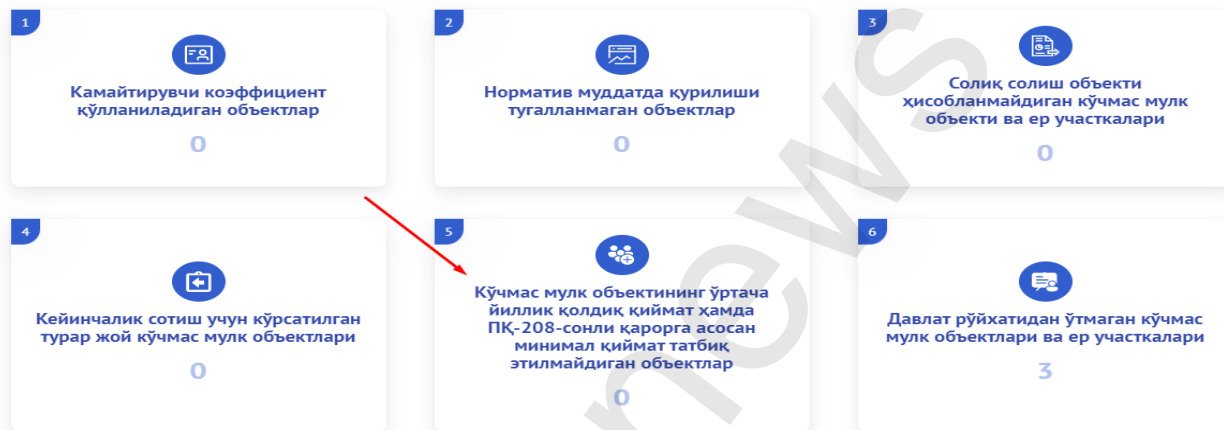 1
Камайтирувчи коэффициент
қўлланиладиган объектлар
0
2
Норматив муддатда қурилиши
тугалланмаган объектлар
0
3
Солиқ солиш объекти
ҳисобланмайдиган кўчмас мулк
объекти ва ер участкалари
0
4
Кейинчалик сотиш учун кўрсатилган
турар жой кўчмас мулк объектлари
0
5
Кўчмас мулк объектининг ўртача
йиллик қолдиқ қиймат ҳамда
ПҚ-208-сонли қарорга асосан
минимал қиймат татбиқ
этилмайдиган объектлар
0
6
Давлат рўйхатидан ўтмаган кўчмас
мулк объектлари ва ер участкалари
3
news